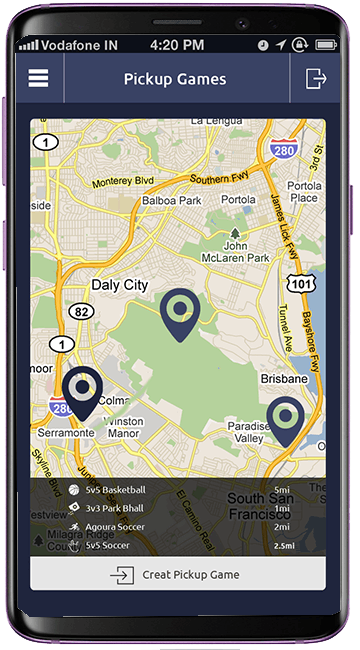 Vodafone IN 4:20 PM
Pickup Games
La Lengua
1
280
3rd St
Monterey Blvd
Southern Fwy
side
Balboa Park
Portola
Portola
Place
James Lick Fwy
John
McLaren Park
Daly City
101
82
Tunnel Ave
Bayshore Fwy
1
moor
Brisbane
280
Colma
Serramonte
Winston
Manor
Paradise
Valley
Skyline Blvd
Junipero
El Camino Real
South San
Francisco
estview
Milagra Ridge
County
5v5 Basketball 5mi
3v3 Park Bhall 1mi
Agoura Soccer 2mi
5v5 Soccer 2.5mi
Creat Pickup Game